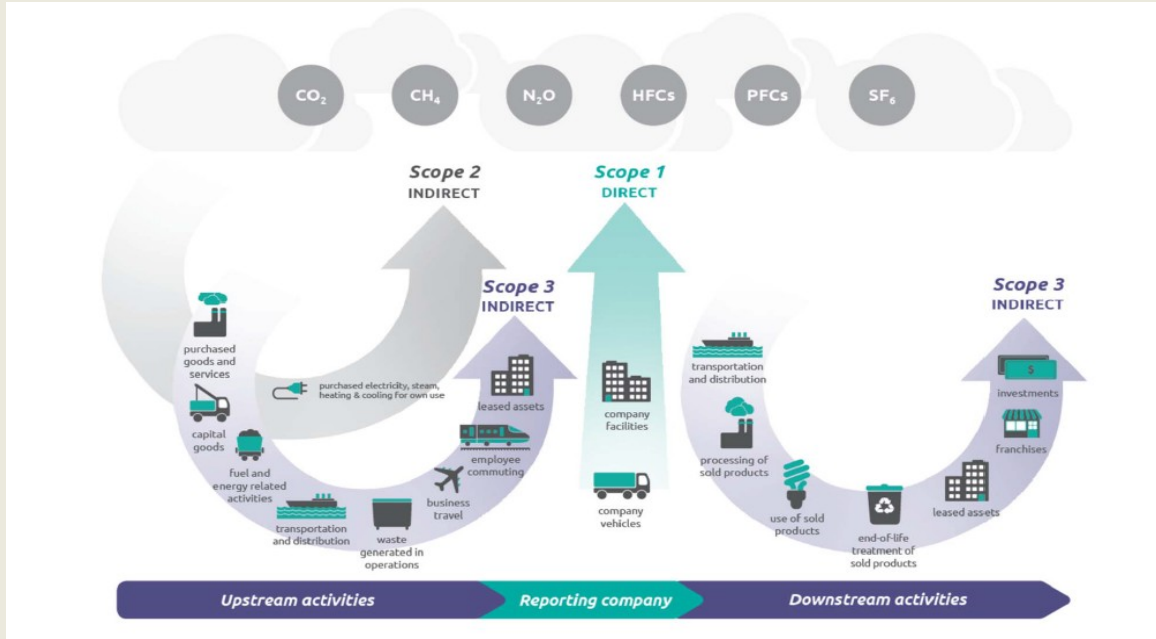 CO₂
CH₄
N₂O
HFCs
PFCs
SF₆
Scope 2
INDIRECT
Scope 1
DIRECT
Scope 3
INDIRECT
Scope 3
INDIRECT
purchased
goods and
services
capital
goods
fuel and
energy related
activities
transportation
and distribution
waste
generated in
operations
business
travel
employee
commuting
leased assets
purchased electricity, steam,
heating & cooling for own use
company
facilities
company
vehicles
transportation
and distribution
processing of
sold products
use of sold
products
end-of-life
treatment of
sold products
leased assets
franchises
$
investments
Upstream activities
Reporting company
Downstream activities